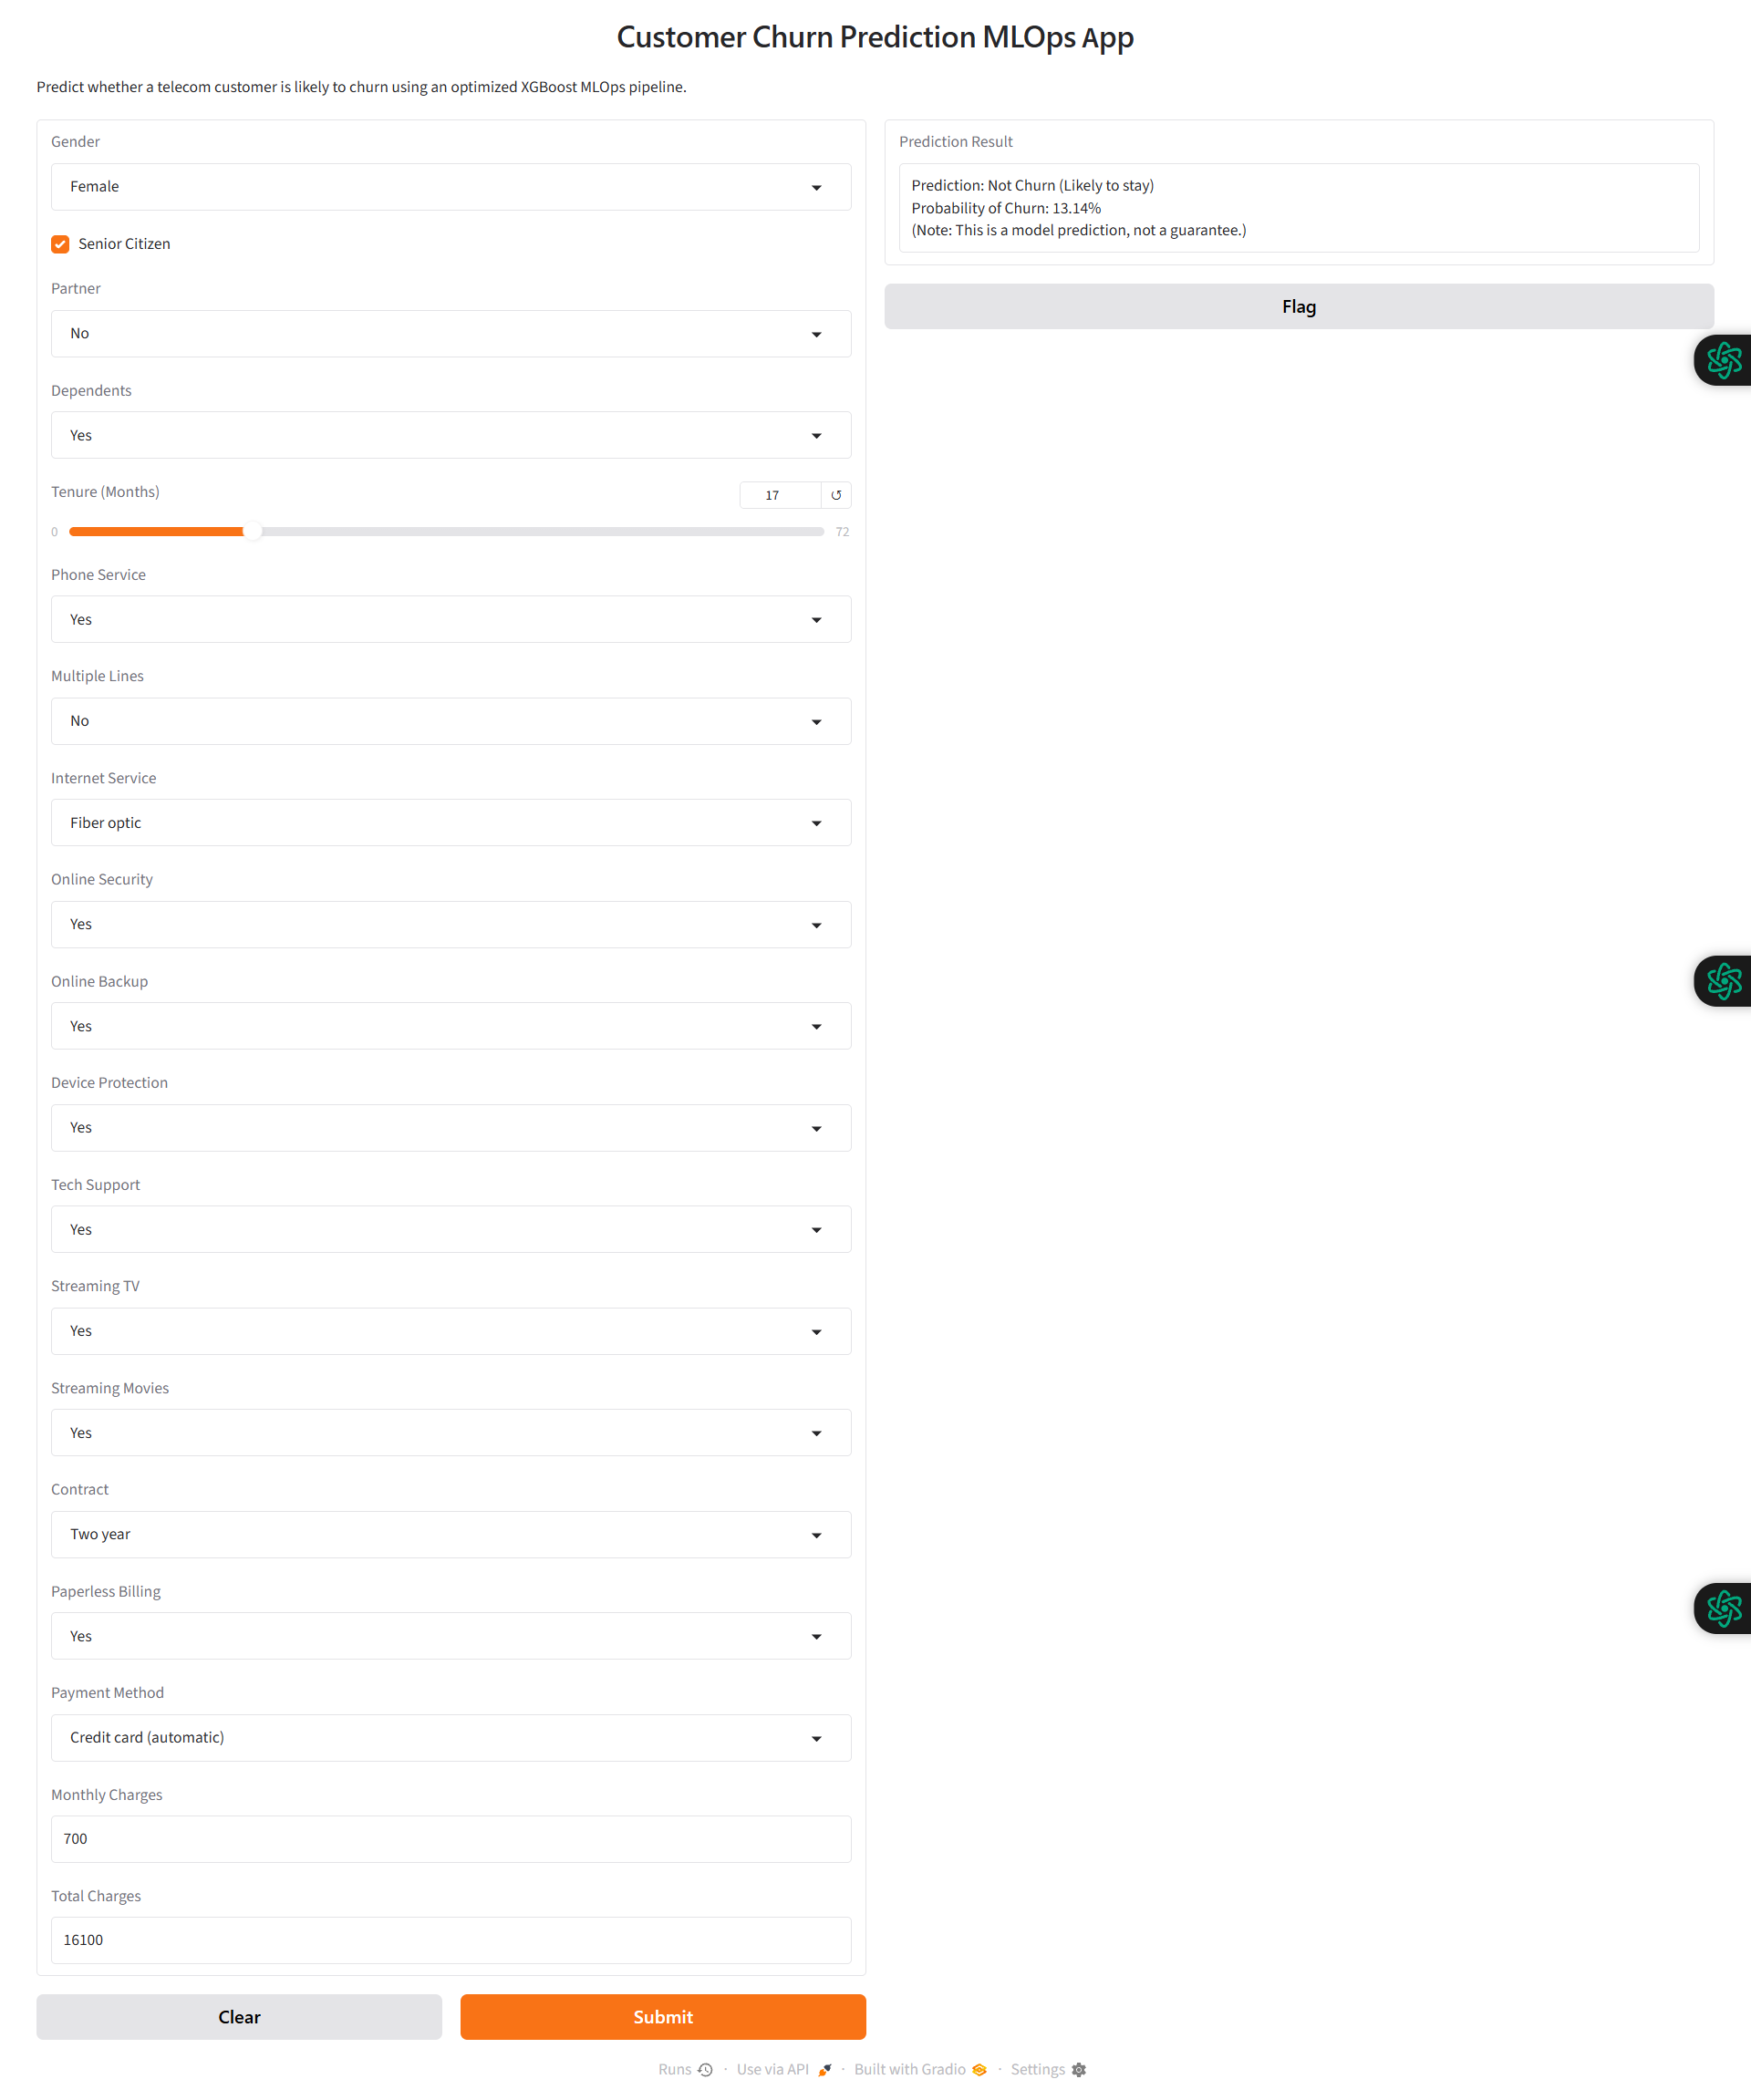 Customer Churn Prediction MLOps App
Predict whether a telecom customer is likely to churn using an optimized XGBoost MLOps pipeline.
Gender
Female
Senior Citizen
Partner
No
Dependents
Yes
Tenure (Months)
17
0
72
Phone Service
Yes
Multiple Lines
No
Internet Service
Fiber optic
Online Security
Yes
Online Backup
Yes
Device Protection
Yes
Tech Support
Yes
Streaming TV
Yes
Streaming Movies
Yes
Contract
Two year
Paperless Billing
Yes
Payment Method
Credit card (automatic)
Monthly Charges
700
Total Charges
16100
Clear
Submit
Prediction Result
Prediction: Not Churn (Likely to stay)
Probability of Churn: 13.14%
(Note: This is a model prediction, not a guarantee.)
Flag
Runs · Use via API · Built with Gradio · Settings